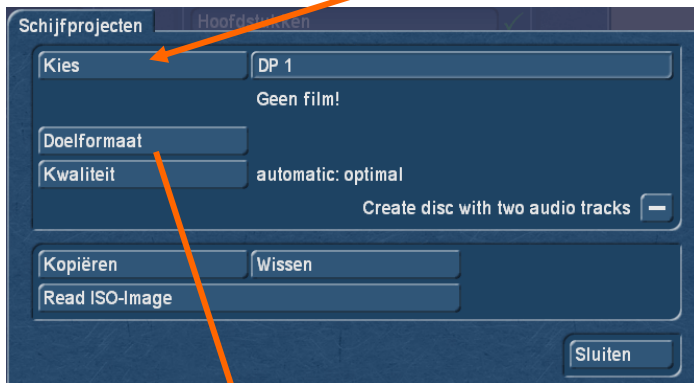 Hoofdstukken
Schijfprojecten
Kies DP 1
Geen film!
Doelformaat
Kwaliteit automatic: optimal
Create disc with two audio tracks
Kopiëren Wissen
Read ISO-Image
Sluiten